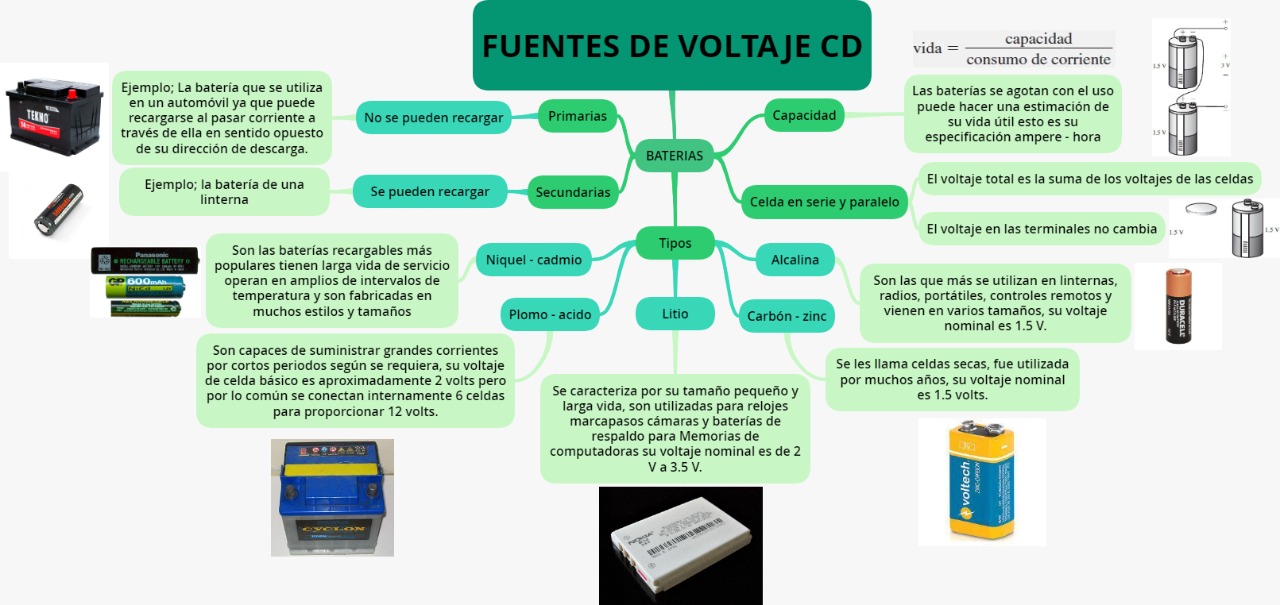 FUENTES DE VOLTAJE CD
vida = capacidad
consumo de corriente
1,5 V
3 V
1,5 V
BATERIAS
Primarias
No se pueden recargar
Ejemplo; La batería que se utiliza
en un automóvil ya que puede
recargarse al pasar corriente a
través de ella en sentido opuesto
de su dirección de descarga.
TEKNO
Secundarias
Se pueden recargar
Ejemplo; la batería de una
linterna
Capacidad
Las baterías se agotan con el uso
puede hacer una estimación de
su vida útil esto es su
especificación ampere - hora
Celda en serie y paralelo
El voltaje total es la suma de los voltajes de las celdas
El voltaje en las terminales no cambia
1.5 V
1,5 V
Tipos
Niquel - cadmio
Son las baterías recargables más
populares tienen larga vida de servicio
operan en amplios de intervalos de
temperatura y son fabricadas en
muchos estilos y tamaños
Panasonic
RECHARGEABLE BATTERY
GP 600mAh
NiCd
Plomo - acido
Son capaces de suministrar grandes corrientes
por cortos periodos según se requiera, su voltaje
de celda básico es aproximadamente 2 volts pero
por lo común se conectan internamente 6 celdas
para proporcionar 12 volts.
CYCLON
Litio
Se caracteriza por su tamaño pequeño y
larga vida, son utilizadas para relojes
marcapasos cámaras y baterías de
respaldo para Memorias de
computadoras su voltaje nominal es de 2
V a 3.5 V.
NOKIA
Alcalina
Son las que más se utilizan en linternas,
radios, portátiles, controles remotos y
vienen en varios tamaños, su voltaje
nominal es 1.5 V.
DURACELL
Carbón - zinc
Se les llama celdas secas, fue utilizada
por muchos años, su voltaje nominal
es 1.5 volts.
voltech
ZINC-CARBON